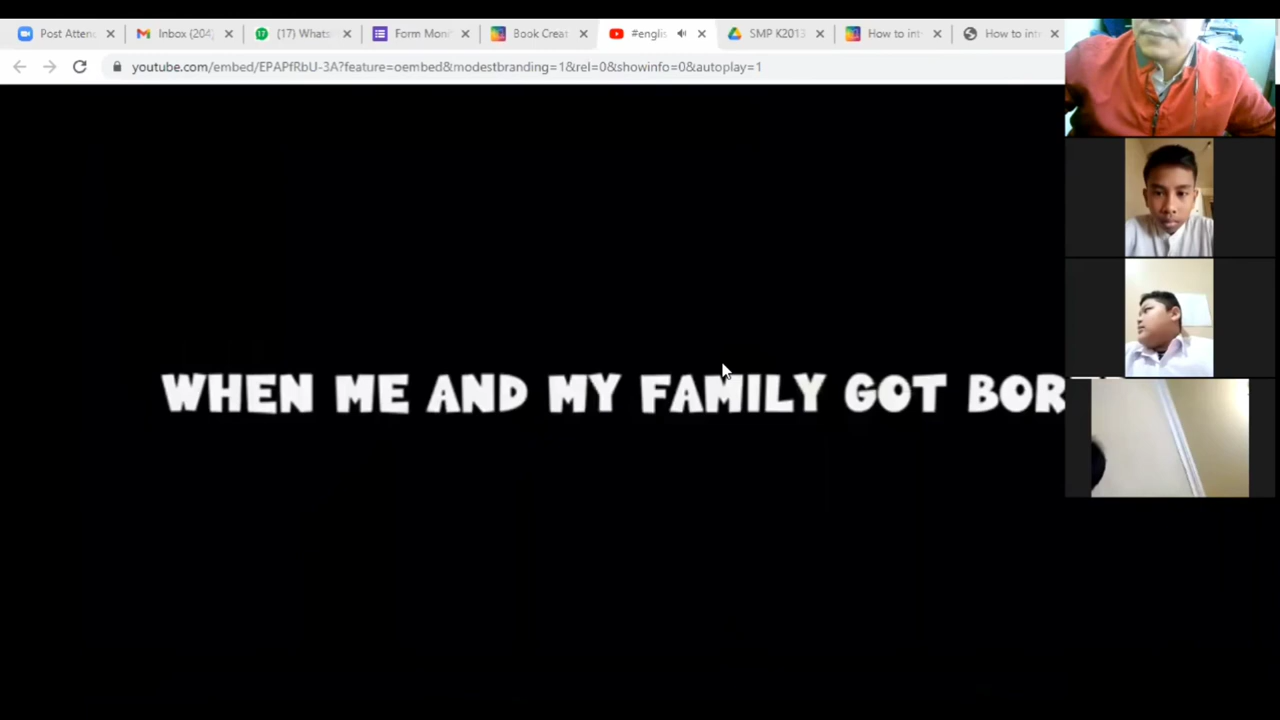 Post Atten
Inbox (204)
(17) Whats
Form Moni
Book Creat
#englis
SMP K2013
How to int
How to int
youtube.com/embed/EPAPfRbU-3A?feature=oembed&modestbranding=1&rel=0&showinfo=0&autoplay=1
WHEN ME AND MY FAMILY GOT BOR